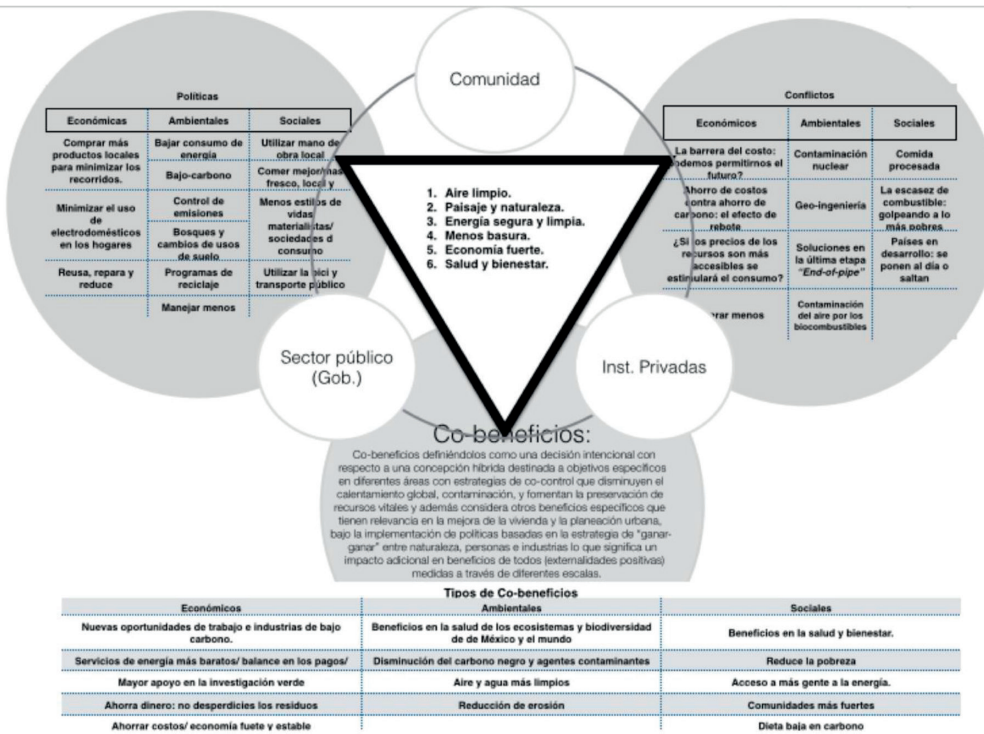 Comunidad
Políticas
Económicas
Ambientales
Sociales
Comprar más
productos locales
para minimizar los
recorridos.
Bajar consumo de
energía
Utilizar mano de
obra local
Bajo-carbono
Comer mejor/mas
fresco, local y
Minimizar el uso
de
electrodomésticos
en los hogares
Control de
emisiones
Bosques y
cambios de usos
de suelo
Menos estilos de
vidas
materialistas/
sociedades d
consumo
Reusa, repara y
reduce
Programas de
reciclaje
Utilizar la bici y
transporte público
Manejar menos
1. Aire limpio.
2. Paisaje y naturaleza.
3. Energía segura y limpia.
4. Menos basura.
5. Economía fuerte.
6. Salud y bienestar.
Conflictos
Económicos
Ambientales
Sociales
La barrera del costo:
demos permitirnos el
futuro?
Contaminación
nuclear
Comida
procesada
Ahorro de costos
contra ahorro de
carbono: el efecto de
rebote
Geo-ingeniería
La escasez de
combustible:
golpeando a lo
más pobres
¿Si los precios de los
recursos son más
accesibles se
estimulará el consumo?
Soluciones en
la última etapa
"End-of-pipe"
Países en
desarrollo: se
ponen al día o
saltan
rar menos
Contaminación
del aire por los
biocombustibles
Sector público
(Gob.)
Inst. Privadas
Co-beneficios:
Co-beneficios definiéndolos como una decisión intencional con
respecto a una concepción híbrida destinada a objetivos específicos
en diferentes áreas con estrategias de co-control que disminuyen el
calentamiento global, contaminación, y fomentan la preservación de
recursos vitales y además considera otros beneficios específicos que
tienen relevancia en la mejora de la vivienda y la planeación urbana,
bajo la implementación de políticas basadas en la estrategia de "ganar-
ganar" entre naturaleza, personas e industrias lo que significa un
impacto adicional en beneficios de todos (externalidades positivas)
medidas a través de diferentes escalas.
Tipos de Co-beneficios
Económicos
Ambientales
Sociales
Nuevas oportunidades de trabajo e industrias de bajo
carbono.
Beneficios en la salud de los ecosistemas y biodiversidad
de de México y el mundo
Beneficios en la salud y bienestar.
Servicios de energía más baratos/ balance en los pagos/
Disminución del carbono negro y agentes contaminantes
Reduce la pobreza
Mayor apoyo en la investigación verde
Aire y agua más limpios
Acceso a más gente a la energía.
Ahorra dinero: no desperdicies los residuos
Reducción de erosión
Comunidades más fuertes
Ahorrar costos/ economía fuete y estable
Dieta baja en carbono